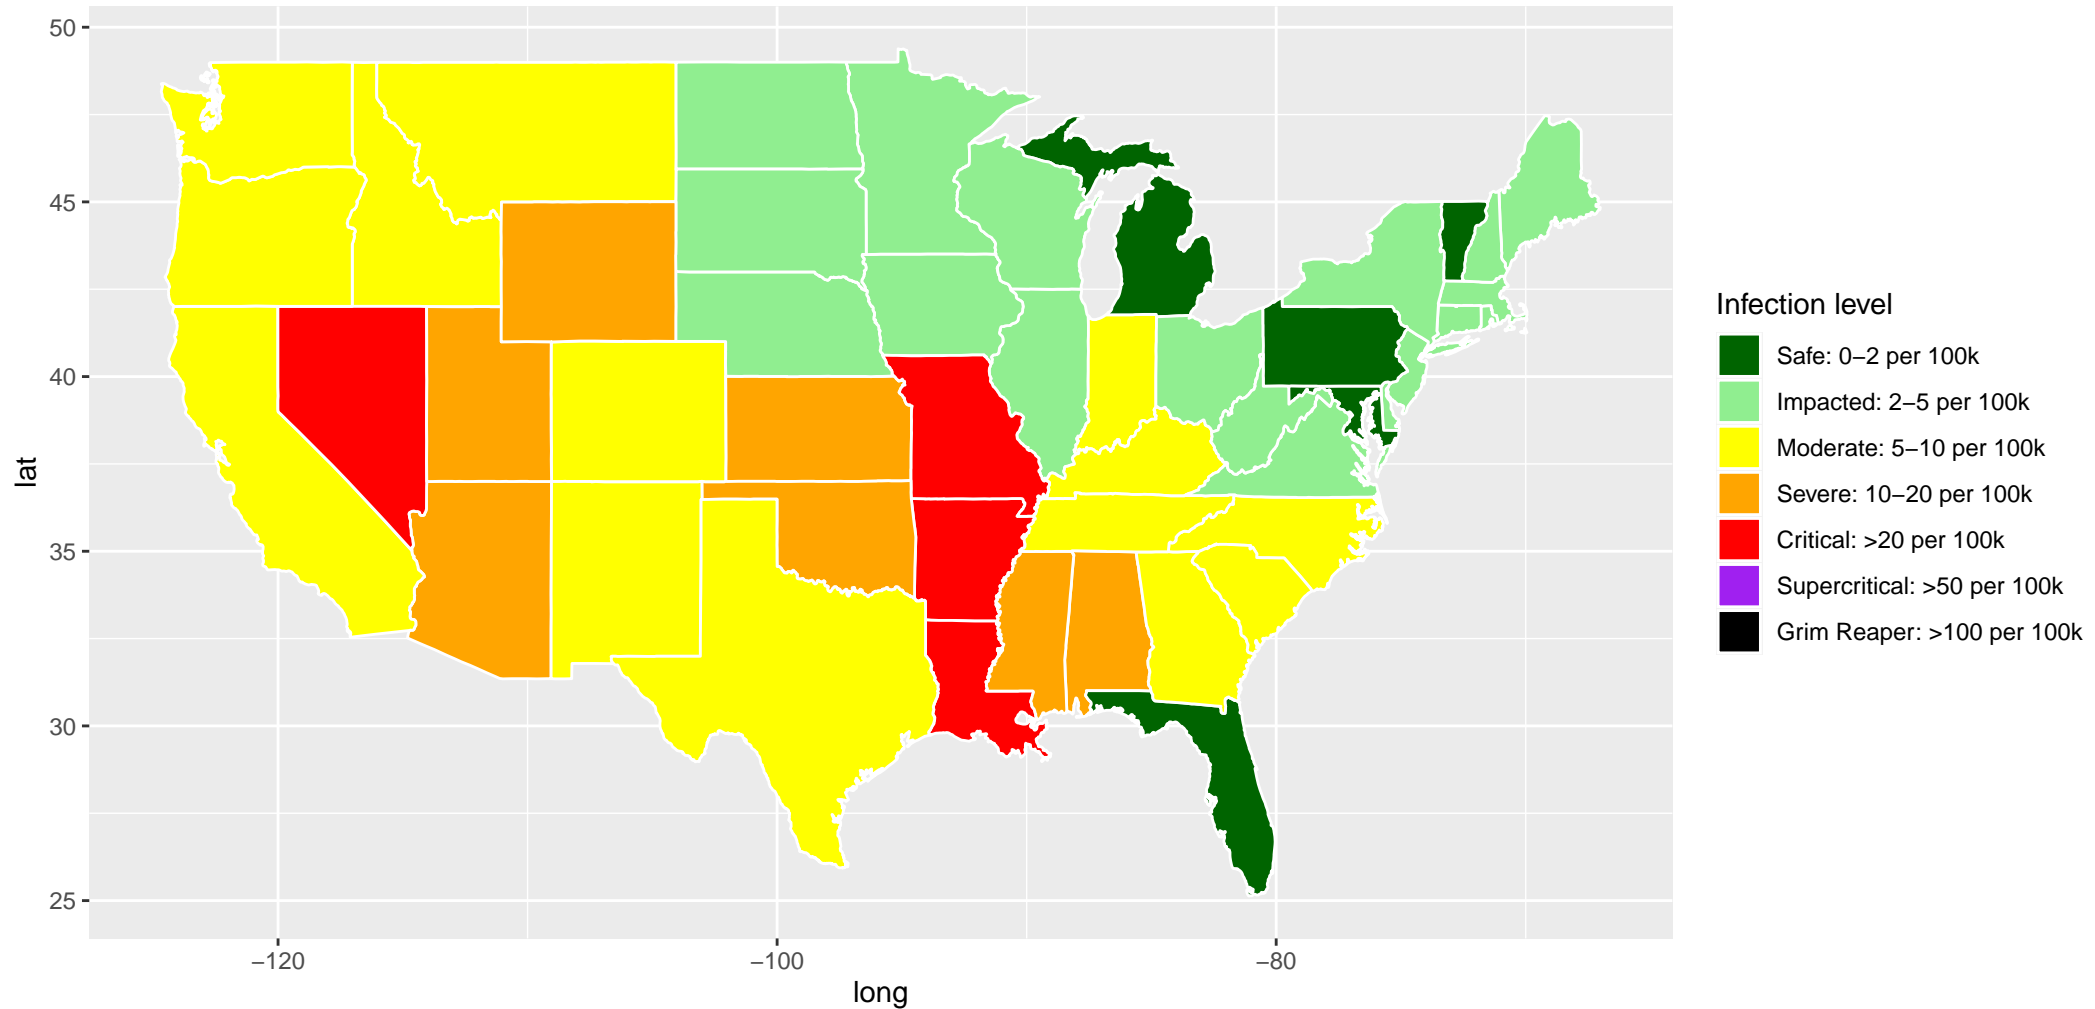 50
45
40
35
30
25
lat
−120
−100
−80
long
Infection level
Safe: 0−2 per 100k
Impacted: 2−5 per 100k
Moderate: 5−10 per 100k
Severe: 10−20 per 100k
Critical: >20 per 100k
Supercritical: >50 per 100k
Grim Reaper: >100 per 100k